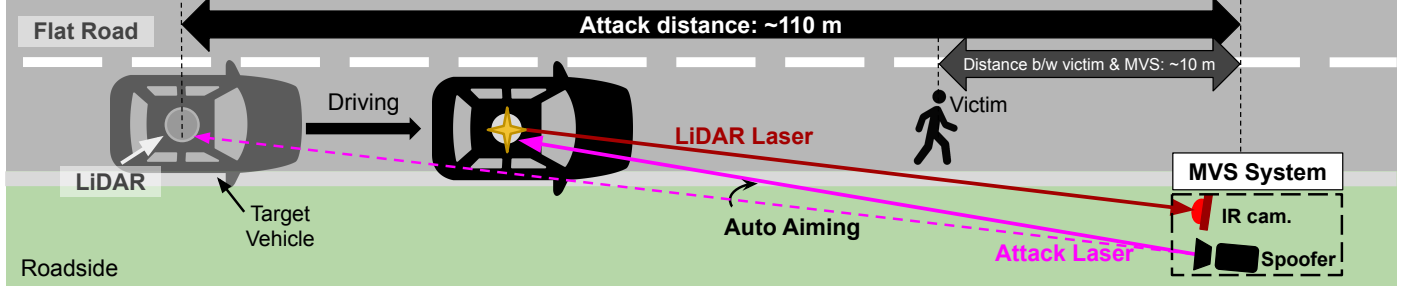 Flat Road
Attack distance: ~110 m
Distance b/w victim & MVS: ~10 m
Driving
Victim
LiDAR Laser
LiDAR
MVS System
Target
Vehicle
Auto Aiming
IR cam.
Attack Laser
Spoofer
Roadside